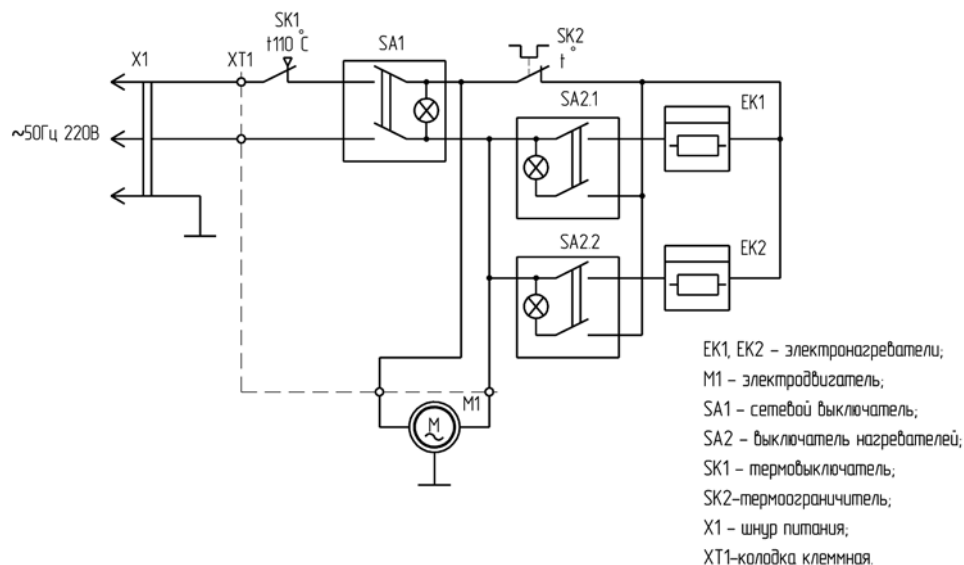 SK1
t110°C
SA1
SK2
t°
X1
XT1
SA2.1
EK1
~50Гц 220В
SA2.2
EK2
M1
M
EK1, EK2 – электронагреватели;
M1 – электродвигатель;
SA1 – сетевой выключатель;
SA2 – выключатель нагревателей;
SK1 – термовыключатель;
SK2–термоограничитель;
X1 – шнур питания;
XT1–колодка клеммная.